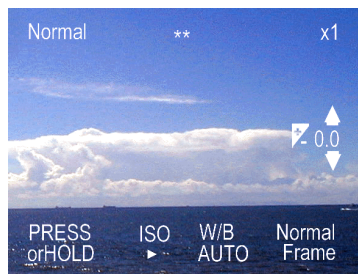 Normal ** x1
0.0
PRESS ISO W/B Normal
orHOLD ► AUTO Frame